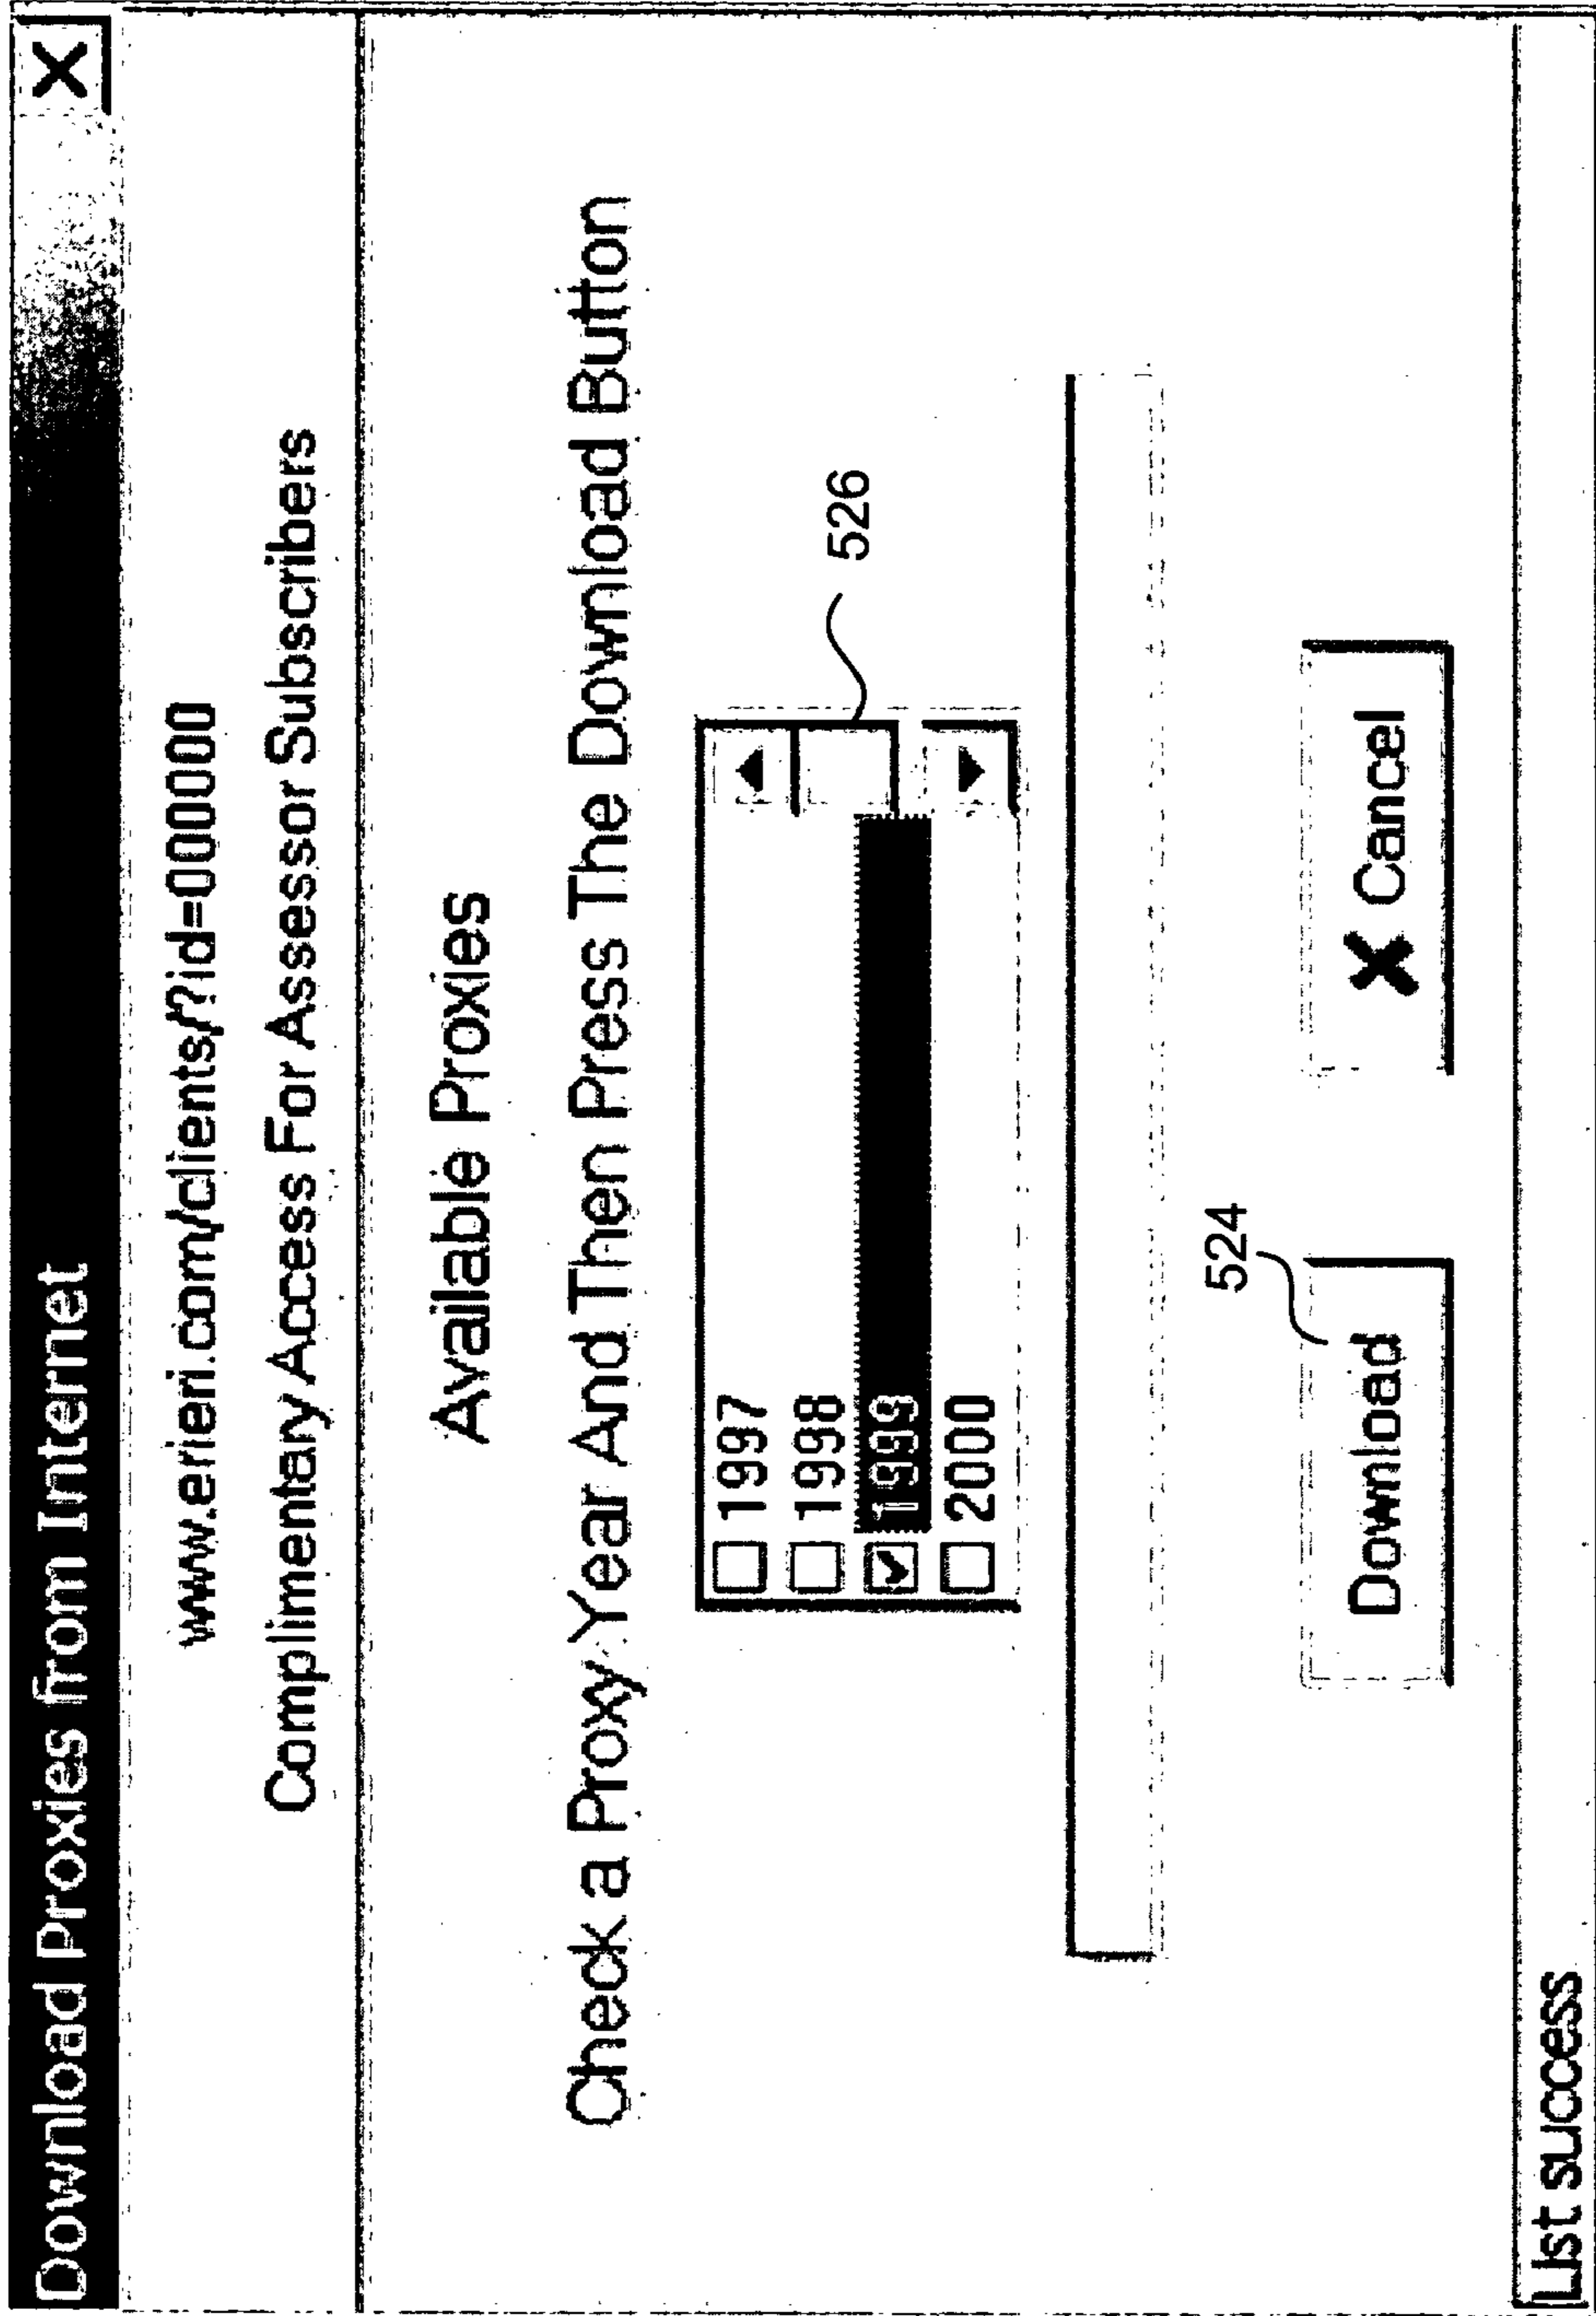 Download Proxies from Internet
www.erieri.com/clients/?id=00000
Complimentary Access For Assessor Subscribers
Available Proxies
Check a Proxy Year And Then Press The Download Button
1997
1998
1999
2000
526
524
Download
Cancel
List success